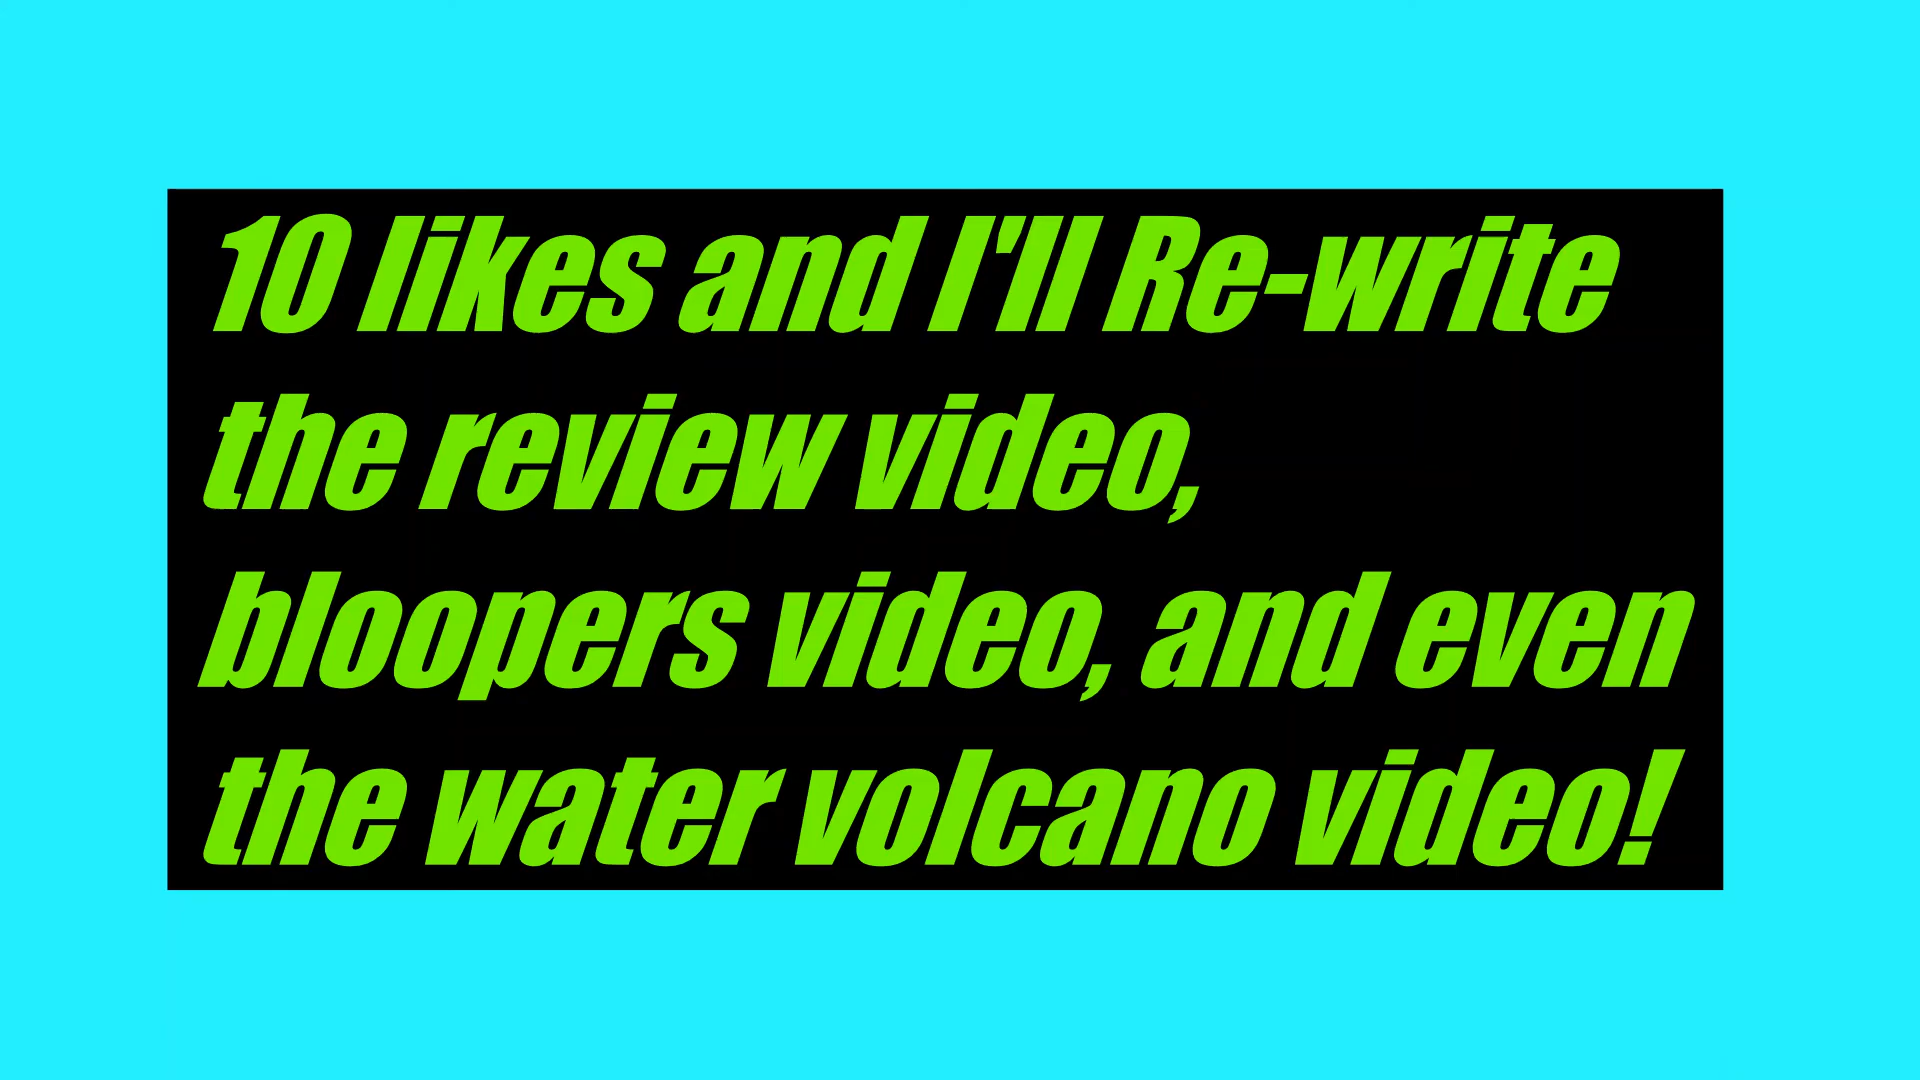 10 likes and I'll Re-write
the review video,
bloopers video, and even
the water volcano video!